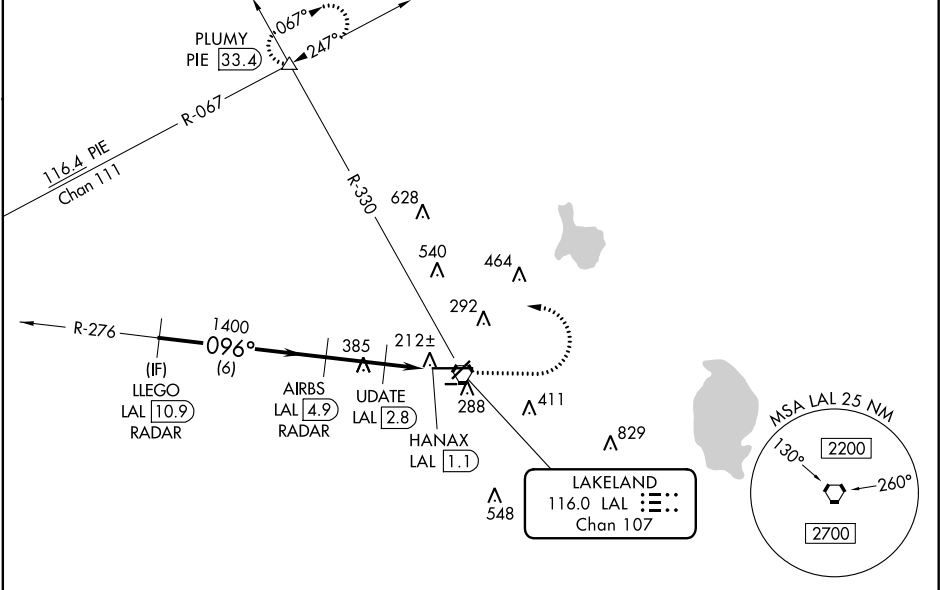 067°
247°
PLUMY
PIE 33.4
R-067
116.4 PIE
Chan 111
R-330
628
540
464
292
R-276
1400
096°
(6)
385
212±
(IF)
LLEGO
LAL 10.9
RADAR
AIRBS
LAL 4.9
RADAR
UDATE
LAL 2.8
HANAX
LAL 1.1
288
411
829
548
LAKELAND
116.0 LAL
Chan 107
MSA LAL 25 NM
130°
2200
260°
2700